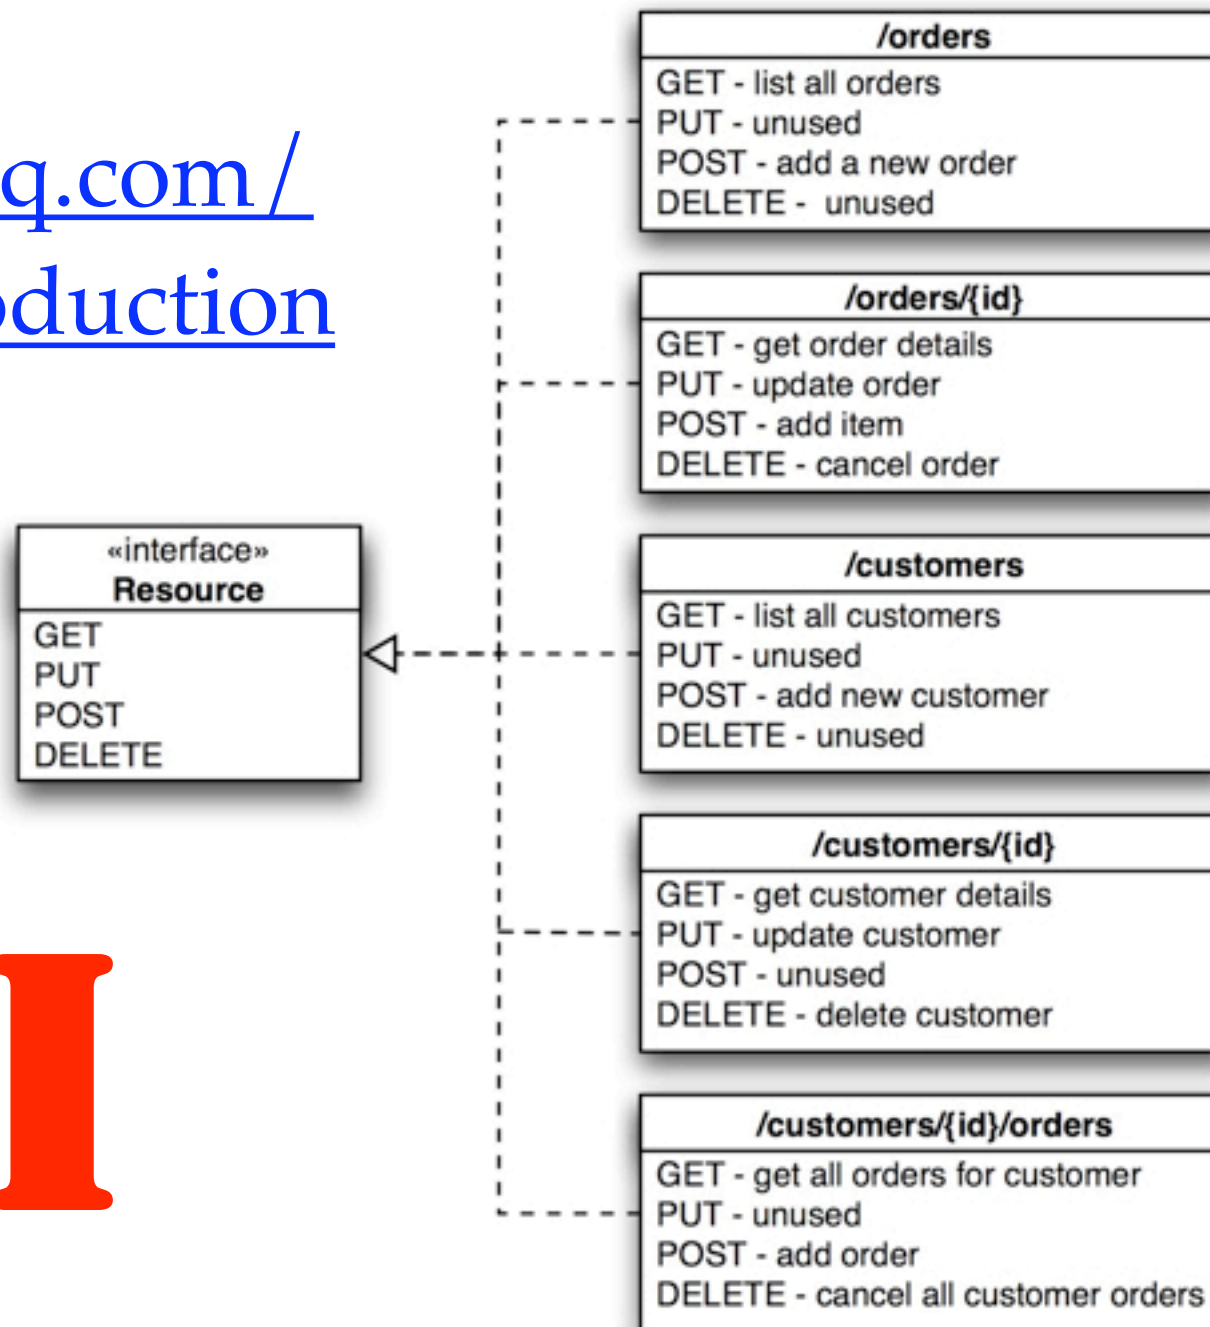 q.com/
oduction
«interface»
Resource
GET
PUT
POST
DELETE
I
/orders
GET - list all orders
PUT - unused
POST - add a new order
DELETE -  unused
/orders/{id}
GET - get order details
PUT - update order
POST - add item
DELETE - cancel order
/customers
GET - list all customers
PUT - unused
POST - add new customer
DELETE - unused
/customers/{id}
GET - get customer details
PUT - update customer
POST - unused
DELETE - delete customer
/customers/{id}/orders
GET - get all orders for customer
PUT - unused
POST - add order
DELETE - cancel all customer orders